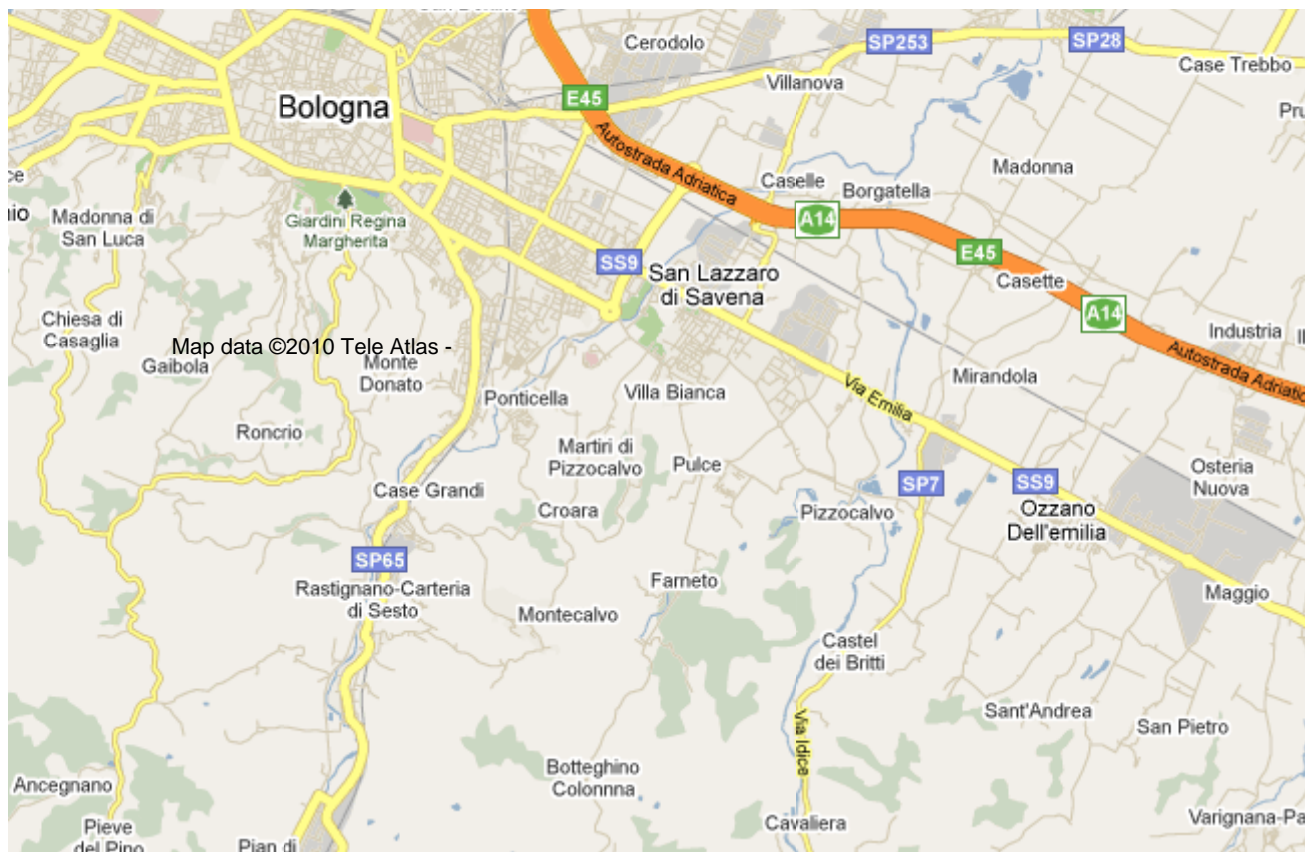 Cerodolo
SP253
SP28
Case Trebbo
Villanova
E45
Bologna
Autostrada Adriatica
Madonna
Caselle
Borgatella
Madonna di
San Luca
Giardini Regina
Margherita
A14
E45
SS9
San Lazzaro
di Savena
Casette
A14
Chiesa di
Casaglia
Industria
Map data ©2010 Tele Atlas -
Autostrada Adriatica
Gaibola
Monte
Donato
Mirandola
Ponticella
Villa Bianca
Via Emilia
Roncrio
Martiri di
Pizzocalvo
Pulce
Osteria
Nuova
Case Grandi
SP7
SS9
Croara
Pizzocalvo
Ozzano
Dell'emilia
SP65
Rastignano-Carteria
di Sesto
Farneto
Maggio
Montecalvo
Castel
dei Britti
Sant'Andrea
San Pietro
Via Idice
Botteghino
Colonnna
Ancegnano
Cavaliera
Varignana-Pa
Pieve
del Pino
Pian di